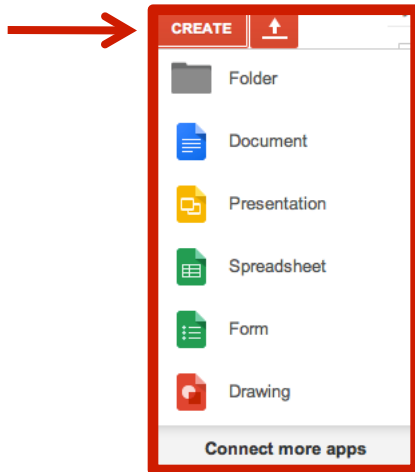 CREATE
Folder
Document
Presentation
Spreadsheet
Form
Drawing
Connect more apps